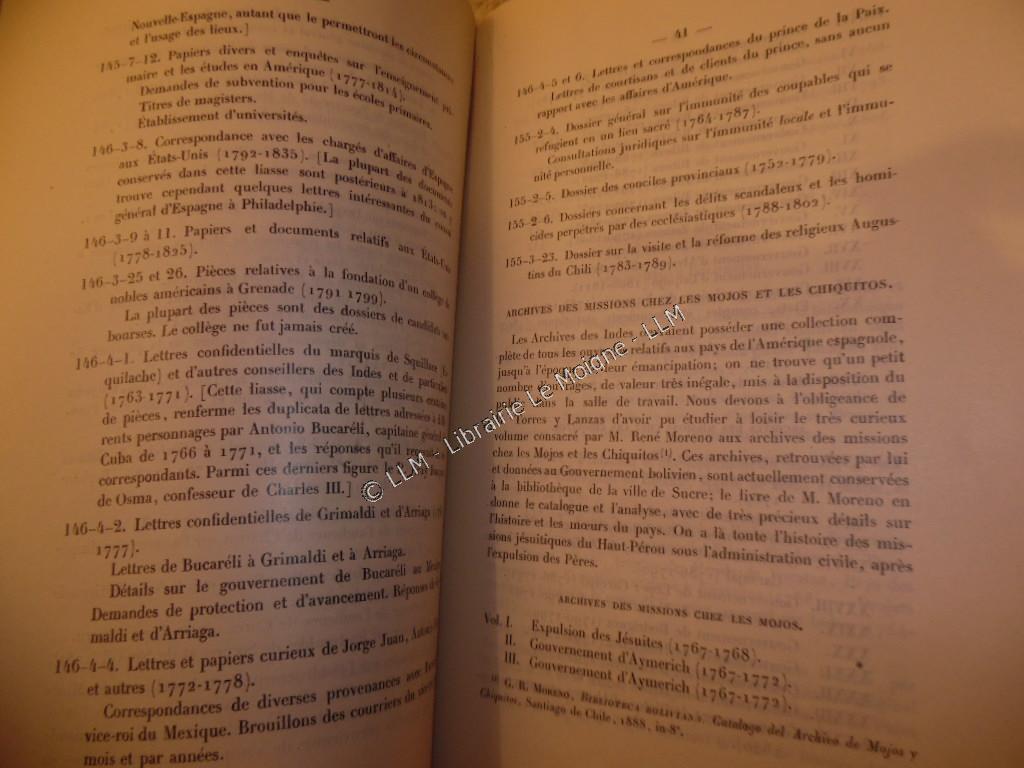 Nouvelle-Espagne, autant que le permettront les circonstances
et l'usage des lieux.]
145-7-12. Papiers divers et enquêtes sur l'enseignement pri-
maire et les études en Amérique (1777-1814).
Demandes de subvention pour les écoles primaires.
Titres de magisters.
Établissement d'universités.
146-3-8. Correspondance avec les chargés d'affaires d'Espagne
aux États-Unis (1792-1835). [La plupart des documents
conservés dans cette liasse sont postérieurs à 1813; on
trouve cependant quelques lettres intéressantes du consul
général d'Espagne à Philadelphie.]
146-3-9 à 11. Papiers et documents relatifs aux États-Unis
(1778-1825).
146-3-25 et 26. Pièces relatives à la fondation d'un collège de
nobles américains à Grenade (1791 1799).
La plupart des pièces sont des dossiers de candidats aux
bourses. Le collège ne fut jamais créé.
146-4-1. Lettres confidentielles du marquis de Squillace
quilache) et d'autres conseillers des Indes et de particuliers
(1763-1771). [Cette liasse, qui compte plusieurs centaines
de pièces, renferme les duplicata de lettres adressées à
rents personnages par Antonio Bucaréli, capitaine général
Cuba de 1766 à 1771, et les réponses qu'il
correspondants. Parmi ces derniers figure le
de Osma, confesseur de Charles III.]
146-4-2. Lettres confidentielles de Grimaldi et d'Arriaga
1777).
Lettres de Bucaréli à Grimaldi et à Arriaga.
Détails sur le gouvernement de Bucaréli au
Demandes de protection et d'avancement. Réponses
maldi et d'Arriaga.
146-4-4. Lettres et papiers curieux de Jorge Juan,
et autres (1772-1778).
Correspondances de diverses provenances avec
vice-roi du Mexique. Brouillons des courriers du
mois et par années.
— 41 —
146-4-5 et 6. Lettres et correspondances du prince de la Paix.
Lettres de courtisans et de clients du prince, sans aucun
rapport avec les affaires d'Amérique.
155-2-4. Dossier général sur l'immunité des coupables qui se
refugient en un lieu sacré (1764-1787).
Consultations juridiques sur l'immunité locale et l'immu-
nité personnelle.
155-2-5. Dossier des conciles provinciaux (1752-1779).
155-2-6. Dossiers concernant les délits scandaleux et les homi-
cides perpétrés par des ecclésiastiques (1788-1802).
155-3-23. Dossier sur la visite et la réforme des religieux Augus-
tins du Chili (1783-1789).
ARCHIVES DES MISSIONS CHEZ LES MOJOS ET LES CHIQUITOS.
Les Archives des Indes devraient posséder une collection com-
plète de tous les ouvrages relatifs aux pays de l'Amérique espagnole,
jusqu'à l'époque de leur émancipation; on ne trouve qu'un petit
nombre d'ouvrages, de valeur très inégale, mis à la disposition du
public dans la salle de travail. Nous devons à l'obligeance de
Torres y Lanzas d'avoir pu étudier à loisir le très curieux
volume consacré par M. René Moreno aux archives des missions
chez les Mojos et les Chiquitos(1). Ces archives, retrouvées par lui
et données au Gouvernement bolivien, sont actuellement conservées
à la bibliothèque de la ville de Sucre; le livre de M. Moreno en
donne le catalogue et l'analyse, avec de très précieux détails sur
l'histoire et les mœurs du pays. On a là toute l'histoire des mis-
sions jésuitiques du Haut-Pérou sous l'administration civile, après
l'expulsion des Pères.
ARCHIVES DES MISSIONS CHEZ LES MOJOS.
Vol. I. Expulsion des Jésuites (1767-1768).
II. Gouvernement d'Aymerich (1767-1772).
III. Gouvernement d'Aymerich (1767-1772).
(1) G. R. MORENO, BIBLIOTECA BOLIVIANA. Catalogo del Archivo de Mojos y
Chiquitos, Santiago de Chile, 1888, in-8°.
© LLM - Librairie Le Moigne - LLM